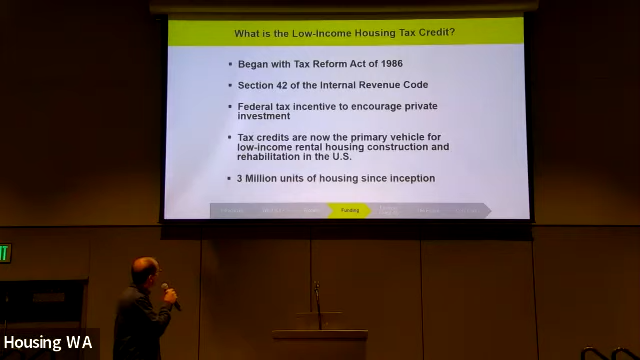 What is the Low-Income Housing Tax Credit?
• Began with Tax Reform Act of 1986
• Section 42 of the Internal Revenue Code
• Federal tax incentive to encourage private
investment
• Tax credits are now the primary vehicle for
low-income rental housing construction and
rehabilitation in the U.S.
• 3 Million units of housing since inception
Funding
Housing WA